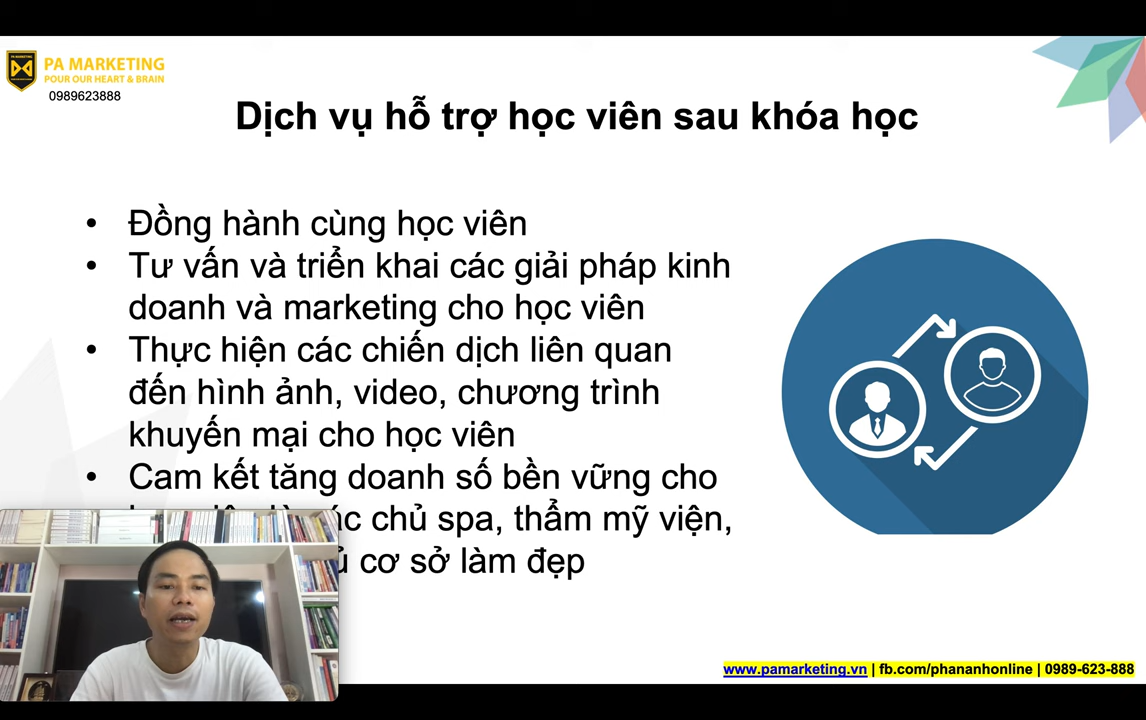 PA MARKETING
POUR OUR HEART & BRAIN
0989623888
Dịch vụ hỗ trợ học viên sau khóa học
• Đồng hành cùng học viên
• Tư vấn và triển khai các giải pháp kinh
doanh và marketing cho học viên
• Thực hiện các chiến dịch liên quan
đến hình ảnh, video, chương trình
khuyến mại cho học viên
• Cam kết tăng doanh số bền vững cho
chủ spa, thẩm mỹ viện,
cơ sở làm đẹp
www.pamarketing.vn | fb.com/phananhonline | 0989-623-888